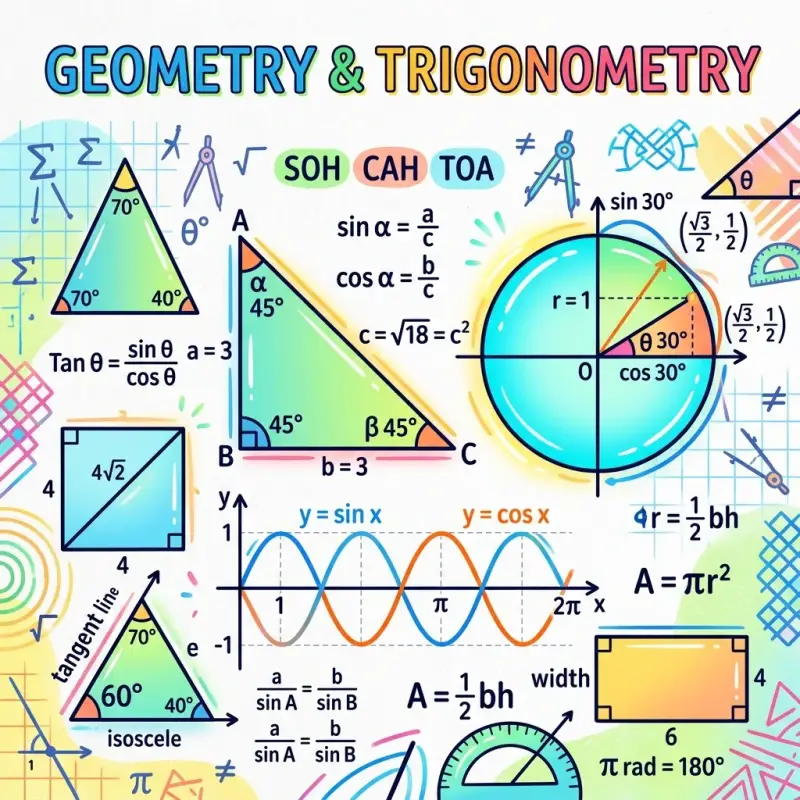 GEOMETRY & TRIGONOMETRY
Σ Σ
√
SOH CAH TOA
≠
θ
70°
70° 40°
θ°
Σ
A
α
45°
a = 3
45°
β 45°
B
b = 3
C
sin α = a/c
cos α = b/c
c = √18 = c²
sin 30°
(√3/2, 1/2)
r = 1
(√3/2, 1/2)
θ 30°
0
cos 30°
Tan θ = sin θ/cos θ
4√2
4
4
≠
y
y = sin x
y = cos x
1
-1
1
π
2π
x
r = 1/2 bh
A = πr²
√
tangent line
70°
e
60°
40°
isoscele
a/sin A = b/sin B
a/sin A = b/sin B
A = 1/2 bh
width
4
6
π rad = 180°
1
π
≠